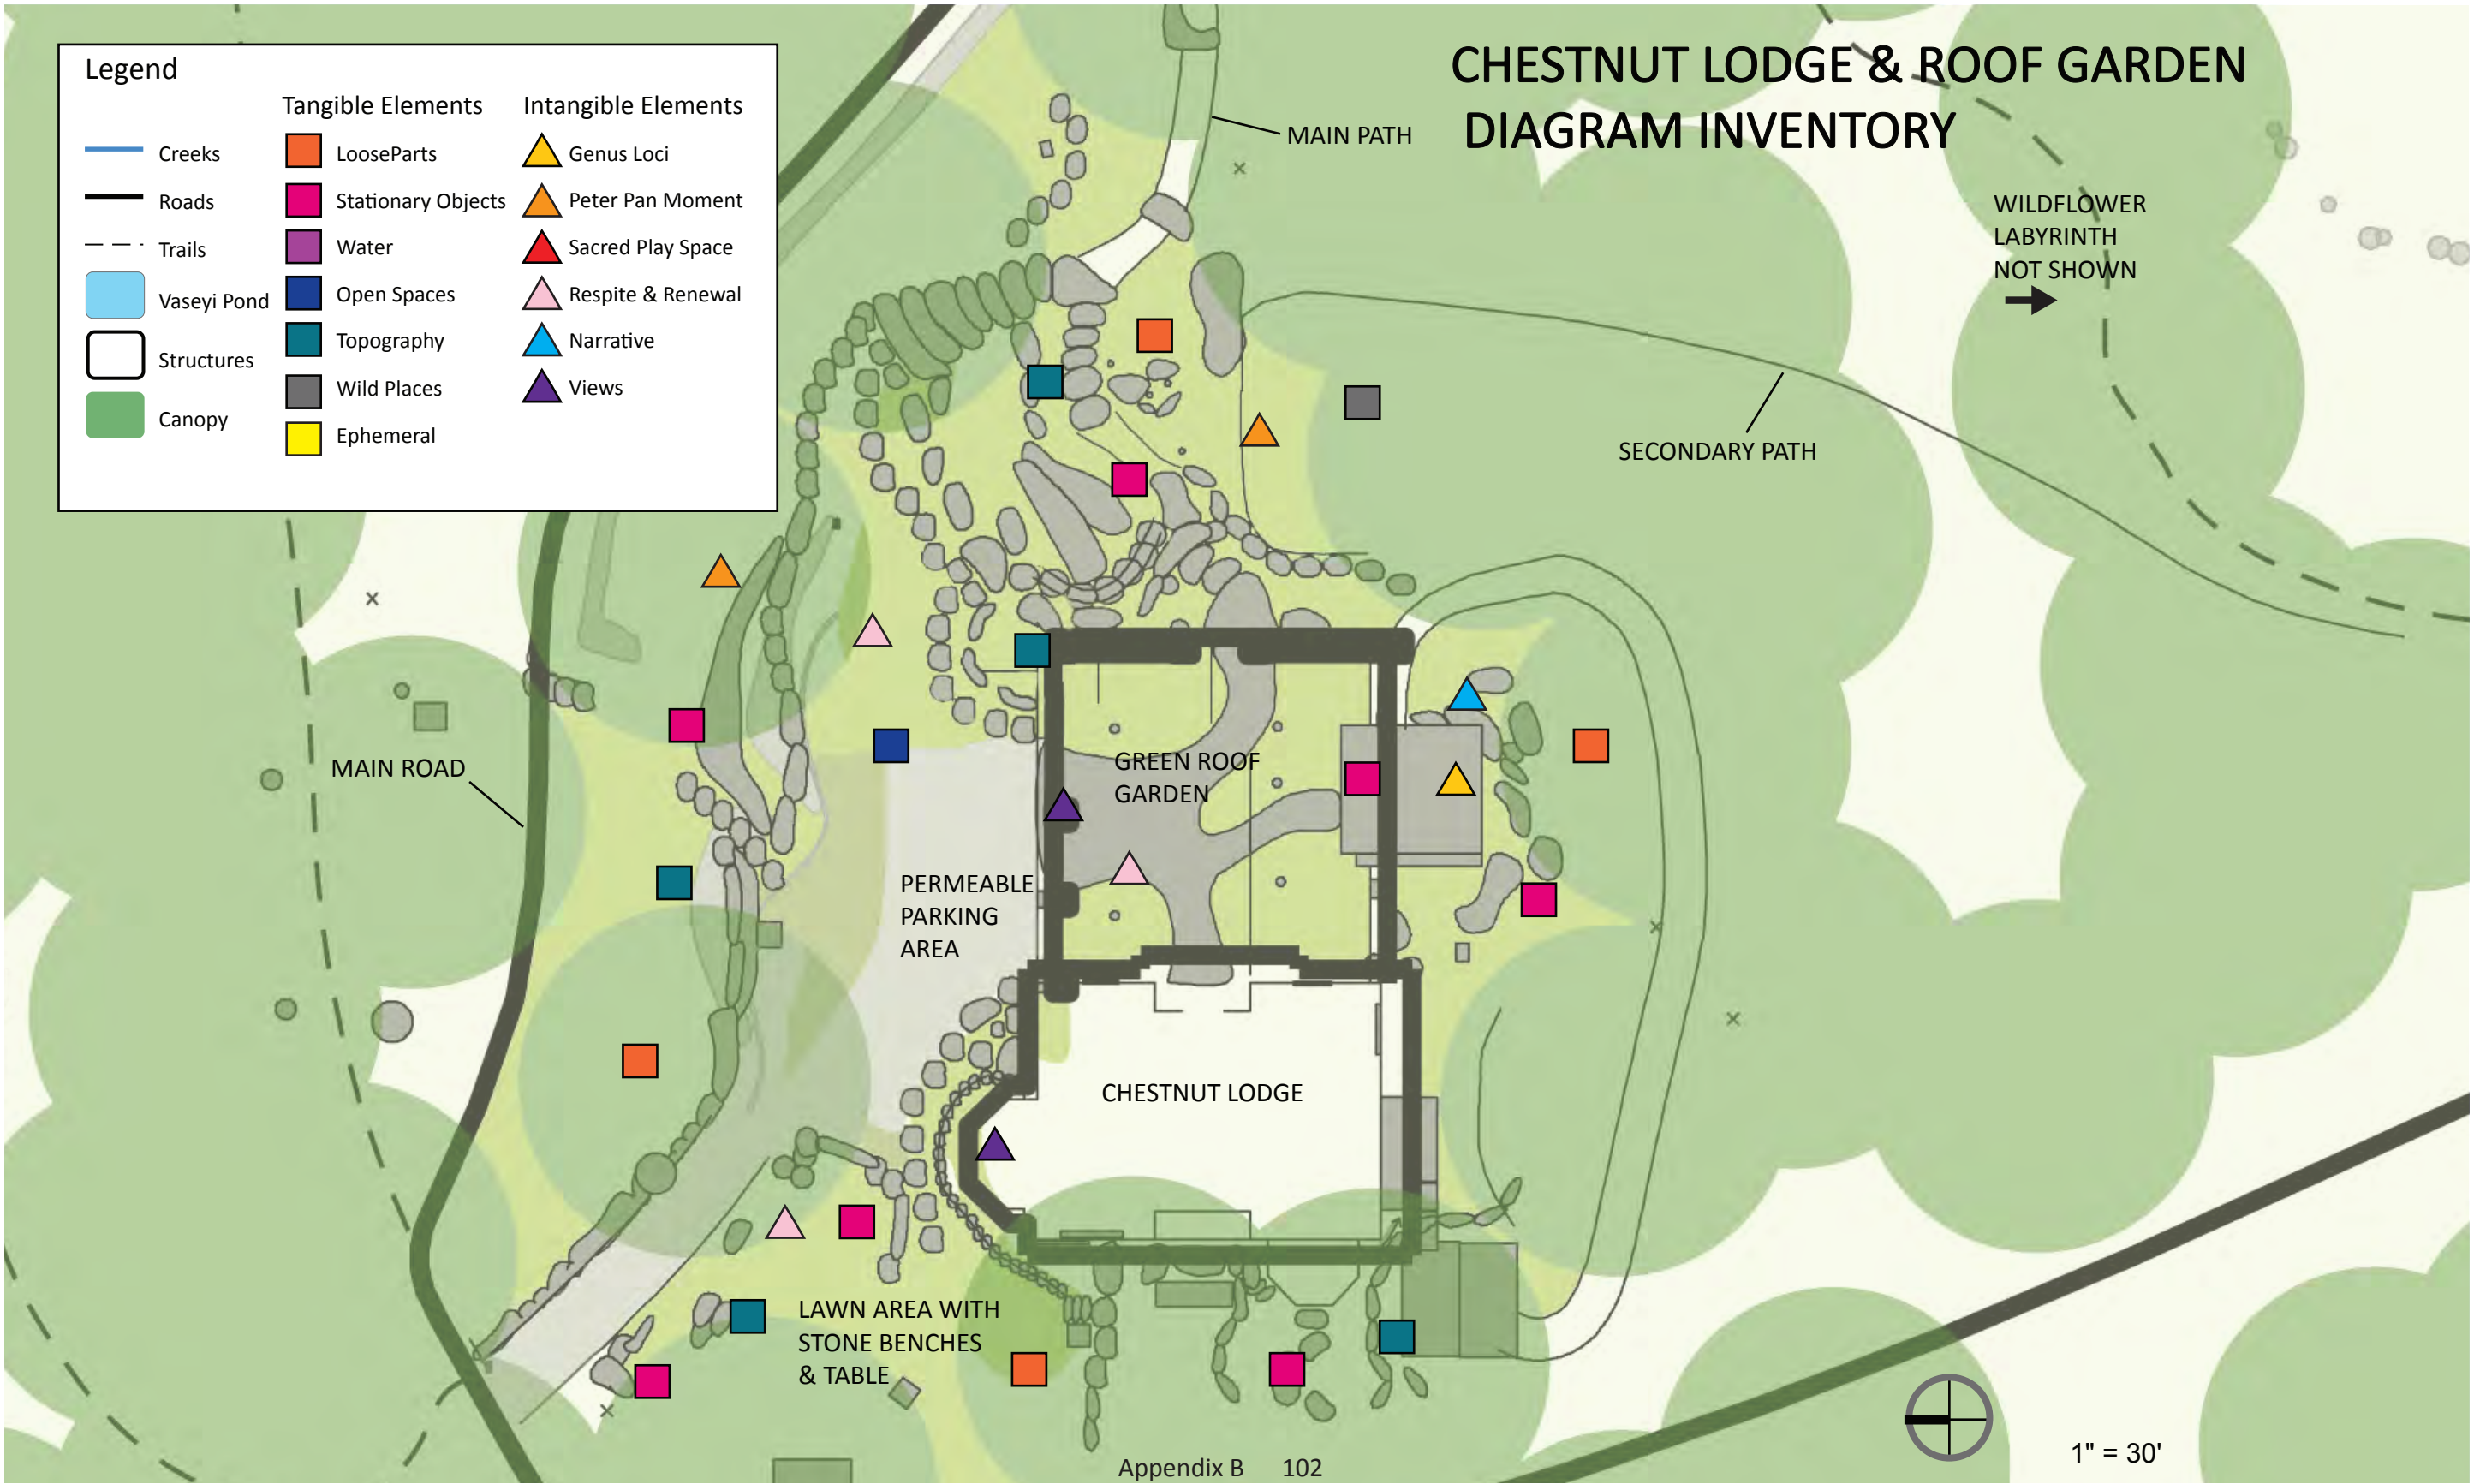 CHESTNUT LODGE & ROOF GARDEN
DIAGRAM INVENTORY
Legend
Creeks
Roads
Trails
Vaseyi Pond
Structures
Canopy
Tangible Elements
LooseParts
Stationary Objects
Water
Open Spaces
Topography
Wild Places
Ephemeral
Intangible Elements
Genus Loci
Peter Pan Moment
Sacred Play Space
Respite & Renewal
Narrative
Views
MAIN PATH
WILDFLOWER
LABYRINTH
NOT SHOWN
SECONDARY PATH
MAIN ROAD
GREEN ROOF
GARDEN
PERMEABLE
PARKING
AREA
CHESTNUT LODGE
LAWN AREA WITH
STONE BENCHES
& TABLE
1" = 30'
Appendix B 102